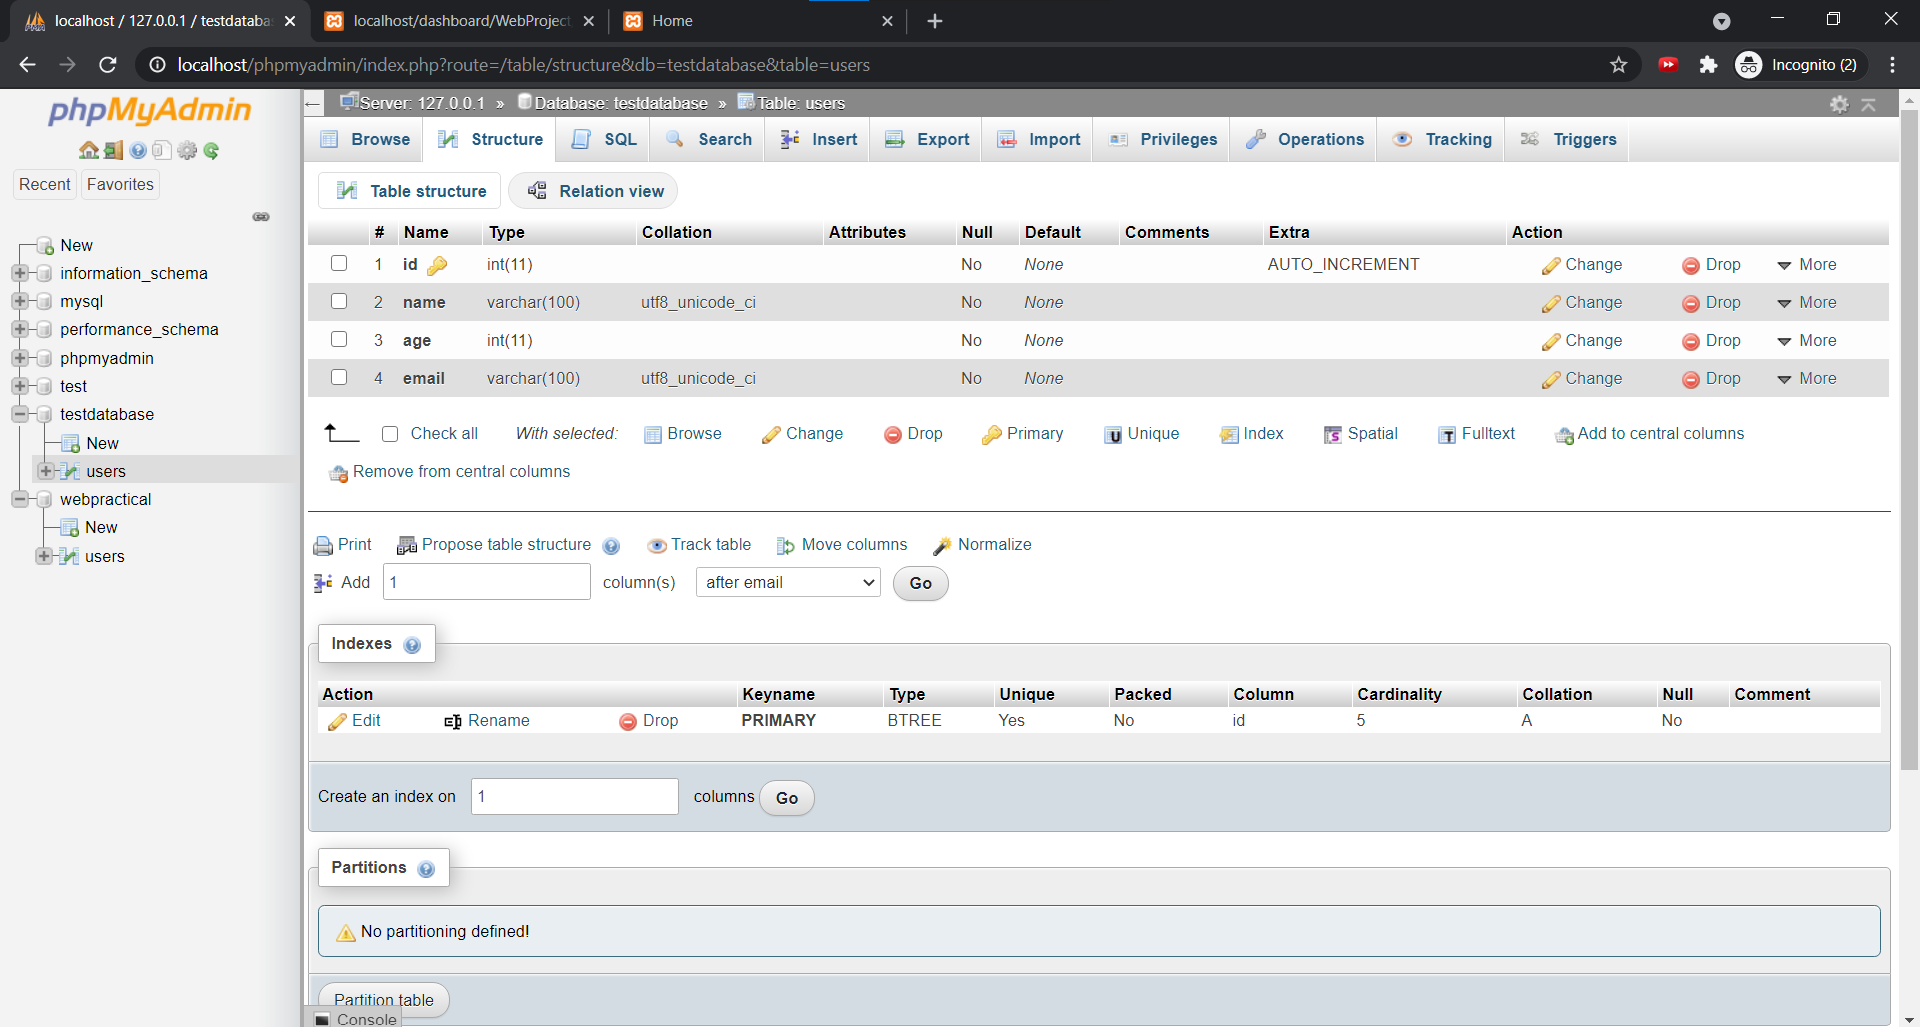 localhost / 127.0.0.1 / testdataba
localhost/dashboard/WebProject
Home
localhost/phpmyadmin/index.php?route=/table/structure&db=testdatabase&table=users
Incognito (2)
phpMyAdmin
Recent Favorites
New
information_schema
mysql
performance_schema
phpmyadmin
test
testdatabase
New
users
webpractical
New
users
Server: 127.0.0.1 » Database: testdatabase » Table: users
Browse Structure SQL Search Insert Export Import Privileges Operations Tracking Triggers
Table structure Relation view
# Name Type Collation Attributes Null Default Comments Extra Action
1 id int(11) No None AUTO_INCREMENT Change Drop More
2 name varchar(100) utf8_unicode_ci No None Change Drop More
3 age int(11) No None Change Drop More
4 email varchar(100) utf8_unicode_ci No None Change Drop More
Check all With selected: Browse Change Drop Primary Unique Index Spatial Fulltext Add to central columns
Remove from central columns
Print Propose table structure Track table Move columns Normalize
Add 1 column(s) after email Go
Indexes
Action Keyname Type Unique Packed Column Cardinality Collation Null Comment
Edit Rename Drop PRIMARY BTREE Yes No id 5 A No
Create an index on 1 columns Go
Partitions
No partitioning defined!
Partition table
Console